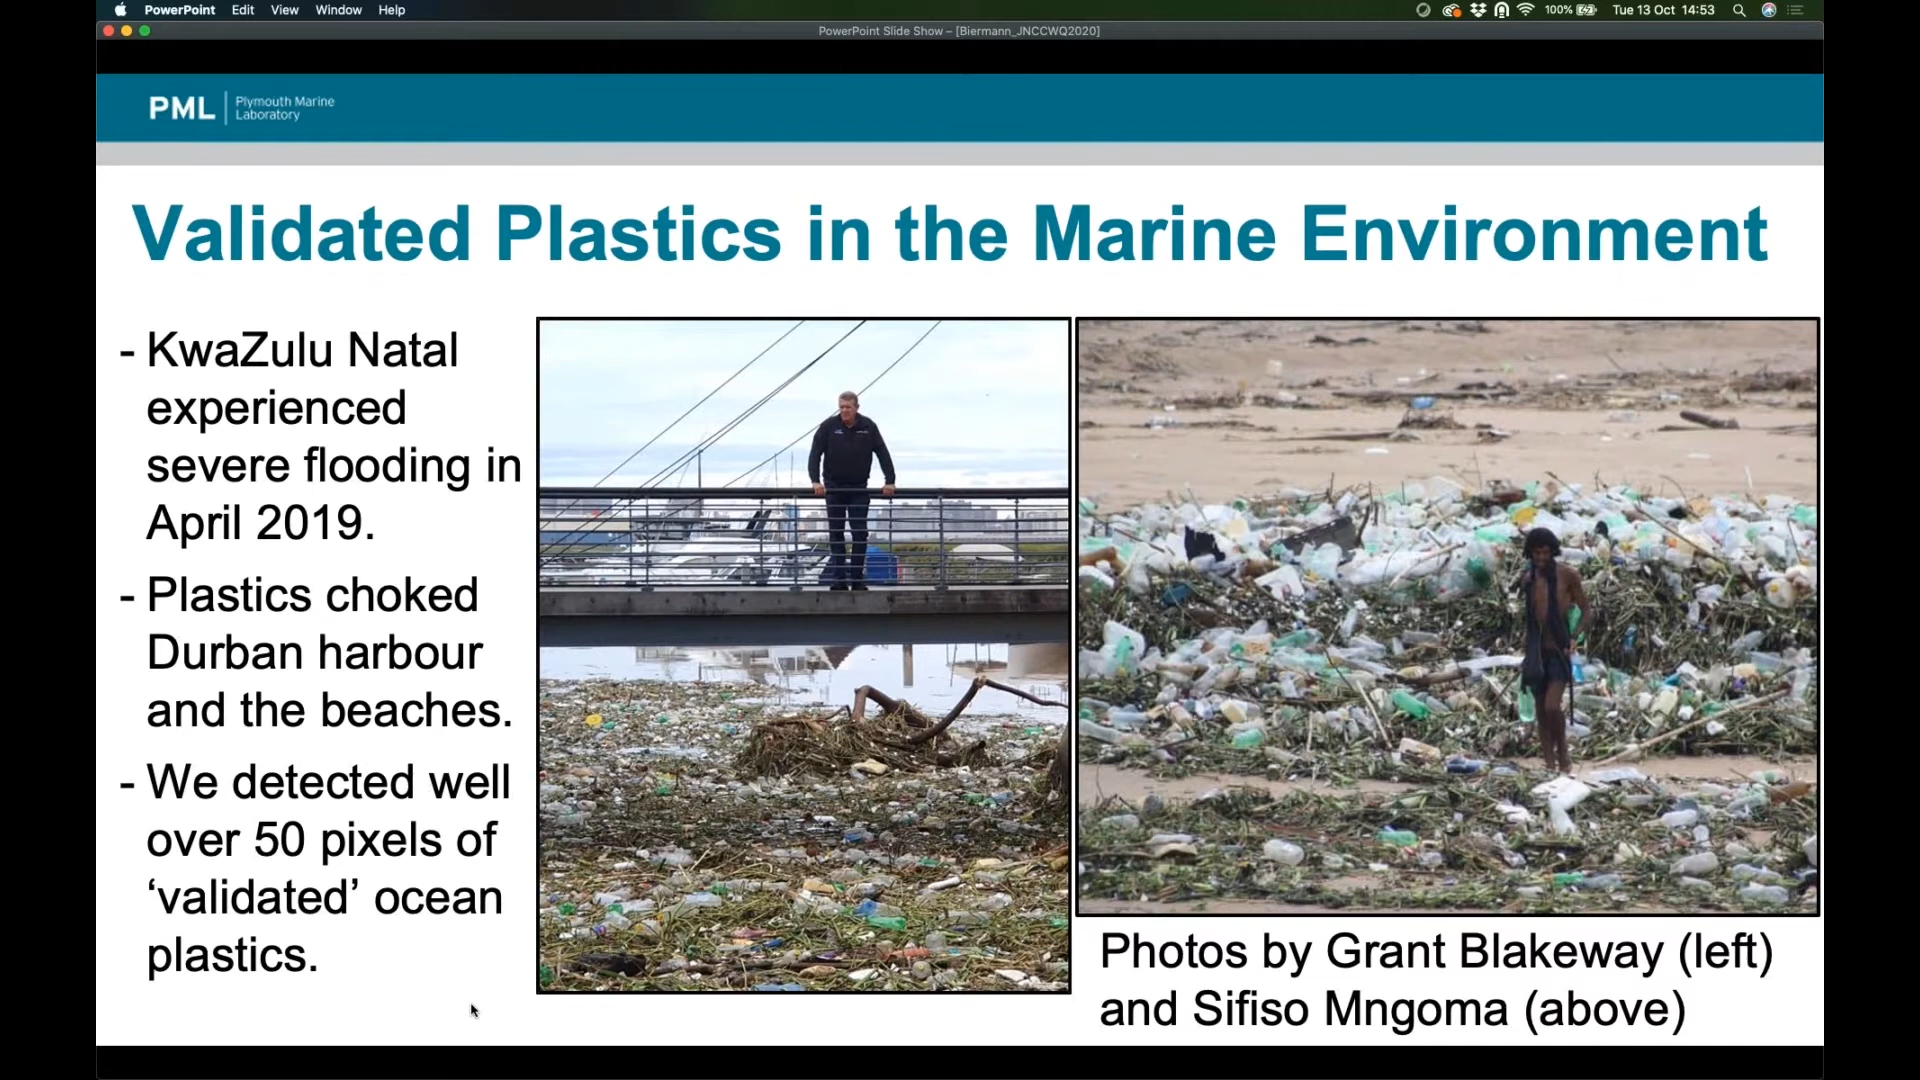 PowerPoint Edit View Window Help
100% Tue 13 Oct 14:53
PowerPoint Slide Show – [Biermann_JNCCWQ2020]
PML Plymouth Marine
Laboratory
Validated Plastics in the Marine Environment
- KwaZulu Natal
experienced
severe flooding in
April 2019.
- Plastics choked
Durban harbour
and the beaches.
- We detected well
over 50 pixels of
‘validated’ ocean
plastics.
Photos by Grant Blakeway (left)
and Sifiso Mngoma (above)